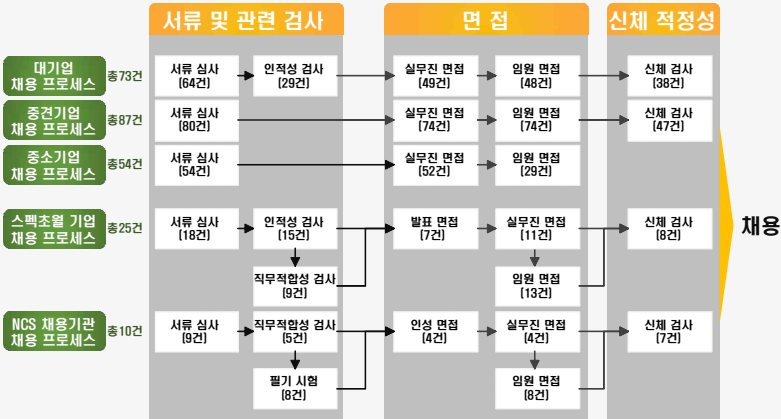 서류 및 관련 검사
면 접
신체 적정성
대기업
채용 프로세스
총73건
서류 심사
(64건)
인적성 검사
(29건)
실무진 면접
(49건)
임원 면접
(48건)
신체 검사
(38건)
중견기업
채용 프로세스
총87건
서류 심사
(80건)
실무진 면접
(74건)
임원 면접
(74건)
신체 검사
(47건)
중소기업
채용 프로세스
총54건
서류 심사
(54건)
실무진 면접
(52건)
임원 면접
(29건)
스펙초월 기업
채용 프로세스
총25건
서류 심사
(18건)
인적성 검사
(15건)
발표 면접
(7건)
실무진 면접
(11건)
신체 검사
(8건)
직무적합성 검사
(9건)
임원 면접
(13건)
NCS 채용기관
채용 프로세스
총10건
서류 심사
(9건)
직무적합성 검사
(5건)
인성 면접
(4건)
실무진 면접
(4건)
신체 검사
(7건)
필기 시험
(8건)
임원 면접
(8건)
채용